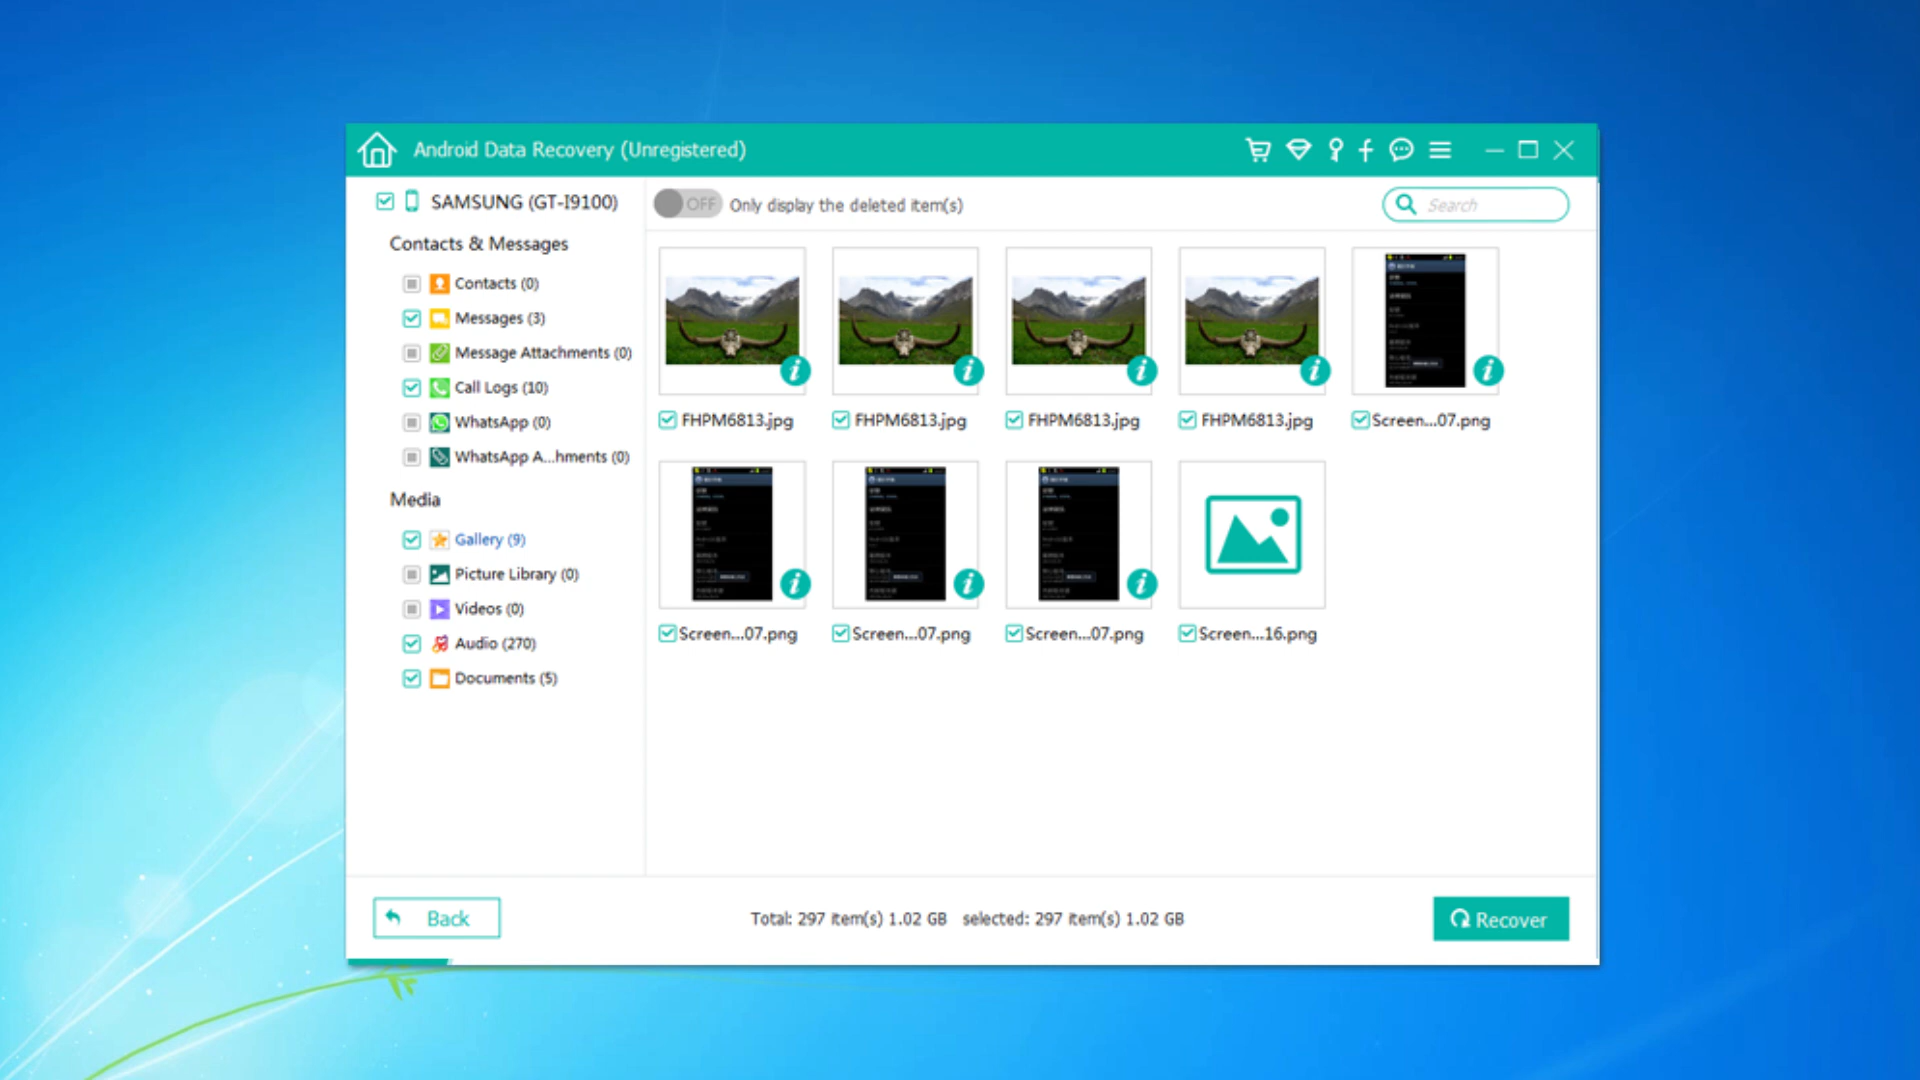 Android Data Recovery (Unregistered)
SAMSUNG (GT-I9100)
OFF Only display the deleted item(s)
Search
Contacts & Messages
Contacts (0)
Messages (3)
Message Attachments (0)
Call Logs (10)
WhatsApp (0)
WhatsApp A...hments (0)
Media
Gallery (9)
Picture Library (0)
Videos (0)
Audio (270)
Documents (5)
FHPM6813.jpg
FHPM6813.jpg
FHPM6813.jpg
FHPM6813.jpg
Screen...07.png
Screen...07.png
Screen...07.png
Screen...07.png
Screen...16.png
Back
Total: 297 item(s) 1.02 GB selected: 297 item(s) 1.02 GB
Recover